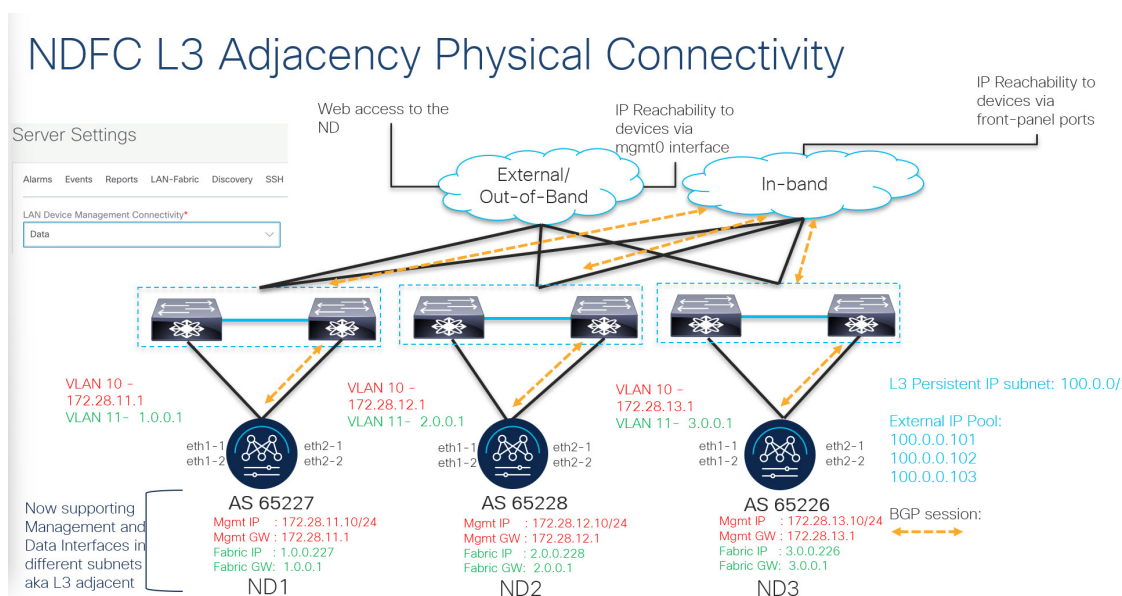 NDFC L3 Adjacency Physical Connectivity
Server Settings
Alarms Events Reports LAN-Fabric Discovery SSH
LAN Device Management Connectivity*
Data
Web access to the
ND
IP Reachability to
devices via
mgmt0 interface
IP Reachability to
devices via
front-panel ports
External/
Out-of-Band
In-band
VLAN 10 -
172.28.11.1
VLAN 11- 1.0.0.1
VLAN 10 -
172.28.12.1
VLAN 11- 2.0.0.1
VLAN 10 -
172.28.13.1
VLAN 11- 3.0.0.1
L3 Persistent IP subnet: 100.0.0/
External IP Pool:
100.0.0.101
100.0.0.102
100.0.0.103
BGP session:
eth1-1
eth1-2
eth2-1
eth2-2
eth1-1
eth1-2
eth2-1
eth2-2
eth1-1
eth1-2
eth2-1
eth2-2
Now supporting
Management and
Data Interfaces in
different subnets
aka L3 adjacent
AS 65227
Mgmt IP : 172.28.11.10/24
Mgmt GW : 172.28.11.1
Fabric IP : 1.0.0.227
Fabric GW: 1.0.0.1
ND1
AS 65228
Mgmt IP : 172.28.12.10/24
Mgmt GW : 172.28.12.1
Fabric IP : 2.0.0.228
Fabric GW: 2.0.0.1
ND2
AS 65226
Mgmt IP : 172.28.13.10/24
Mgmt GW : 172.28.13.1
Fabric IP : 3.0.0.226
Fabric GW: 3.0.0.1
ND3